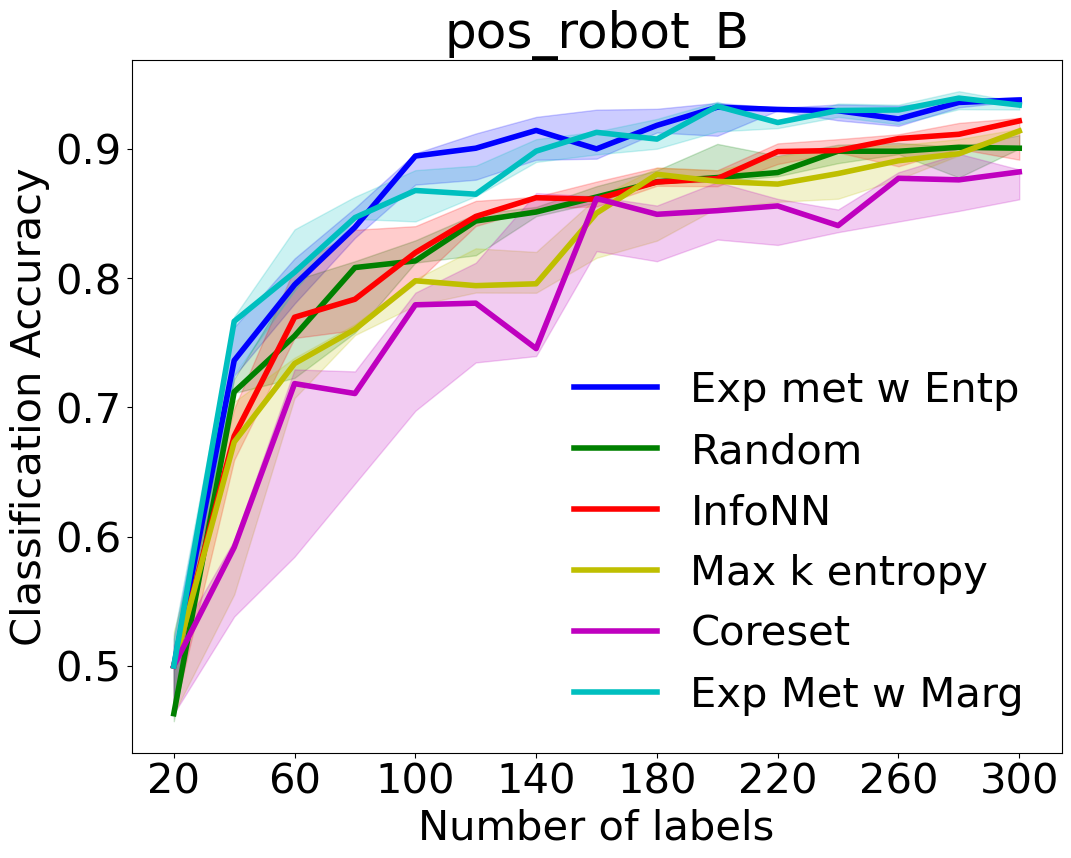 pos_robot_B
Classification Accuracy
0.9
0.8
0.7
0.6
0.5
Exp met w Entp
Random
InfoNN
Max k entropy
Coreset
Exp Met w Marg
20 60 100 140 180 220 260 300
Number of labels